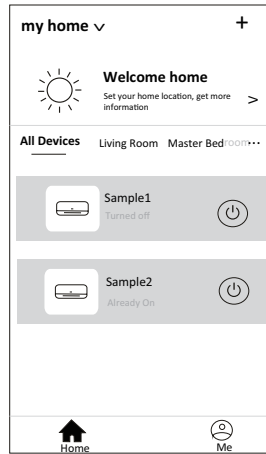 my home
+
Welcome home
Set your home location, get more
information
>
All Devices Living Room Master Bedroom ···
Sample1
Turned off
Sample2
Already On
Home Me